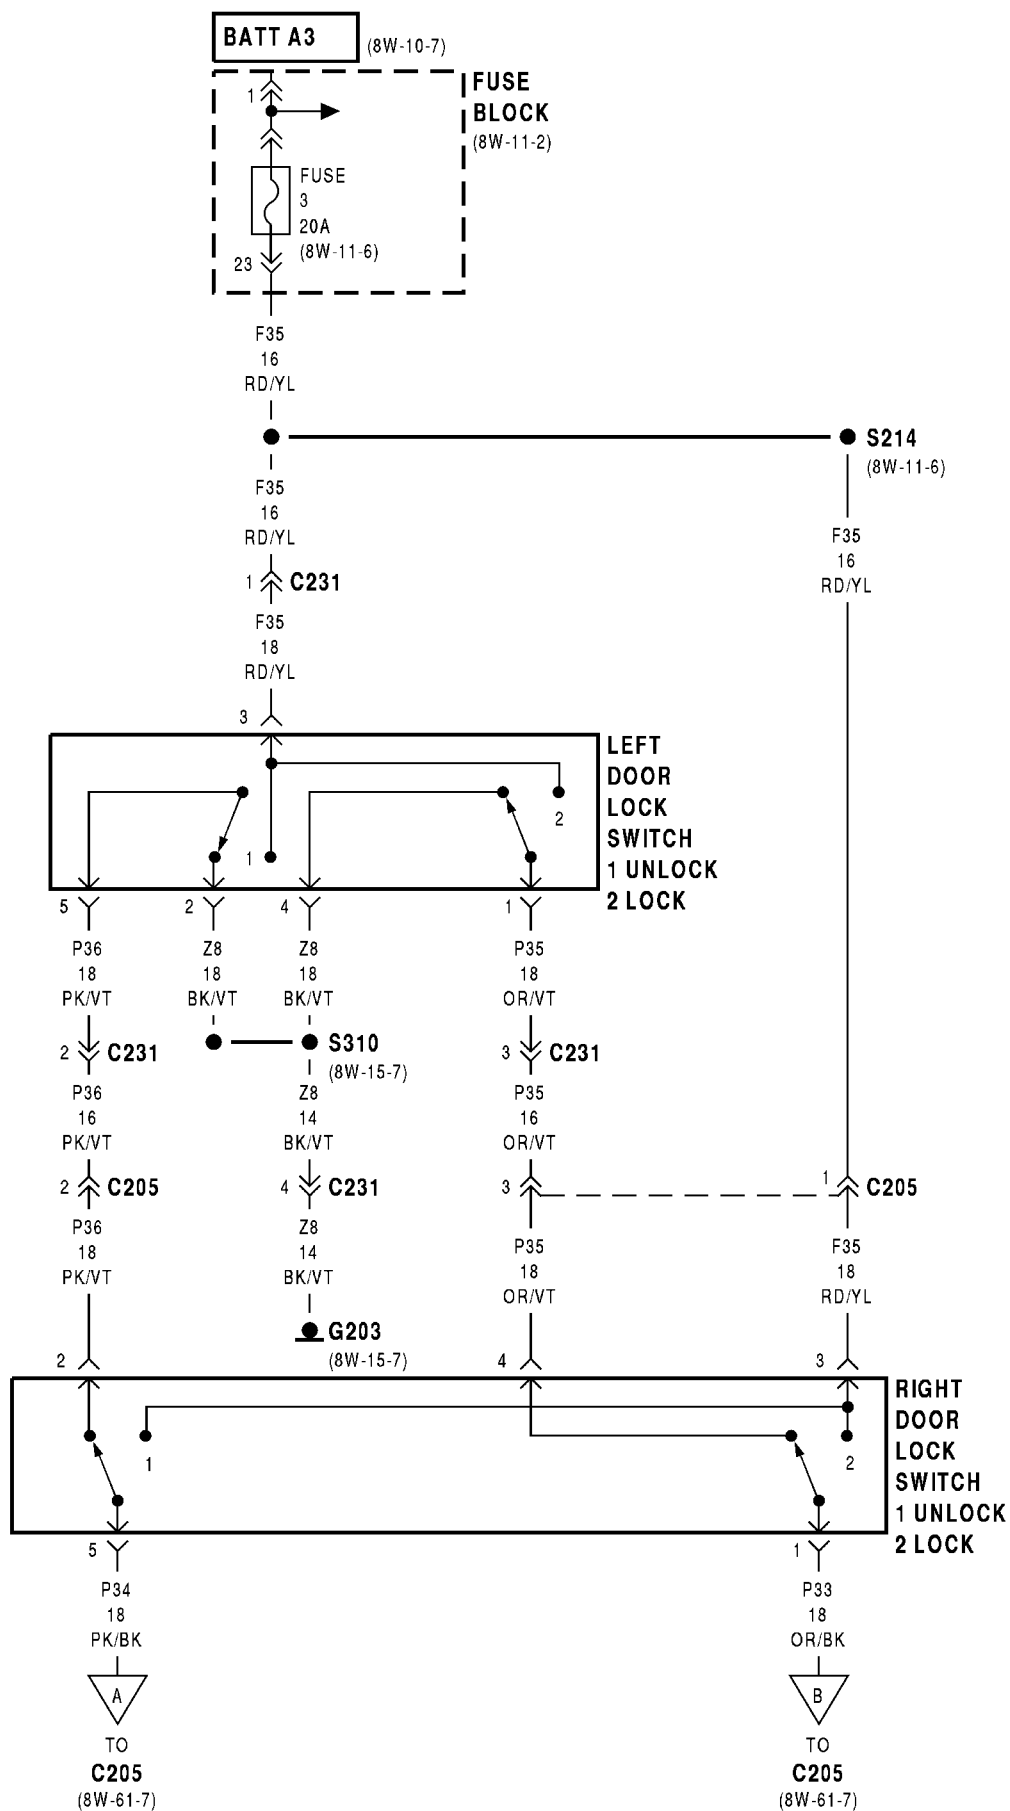 BATT A3
(8W-10-7)
FUSE
BLOCK
(8W-11-2)
1
FUSE
3
20A
(8W-11-6)
23
F35
16
RD/YL
S214
(8W-11-6)
F35
16
RD/YL
F35
16
RD/YL
1
C231
F35
18
RD/YL
3
LEFT
DOOR
LOCK
SWITCH
1 UNLOCK
2 LOCK
1
2
5
2
4
1
P36
18
PK/VT
Z8
18
BK/VT
Z8
18
BK/VT
P35
18
OR/VT
2
C231
S310
(8W-15-7)
3
C231
P36
16
PK/VT
Z8
14
BK/VT
P35
16
OR/VT
2
C205
4
C231
3
1
C205
P36
18
PK/VT
Z8
14
BK/VT
P35
18
OR/VT
F35
18
RD/YL
G203
(8W-15-7)
2
4
3
RIGHT
DOOR
LOCK
SWITCH
1 UNLOCK
2 LOCK
1
2
5
1
P34
18
PK/BK
P33
18
OR/BK
A
B
TO
C205
(8W-61-7)
TO
C205
(8W-61-7)